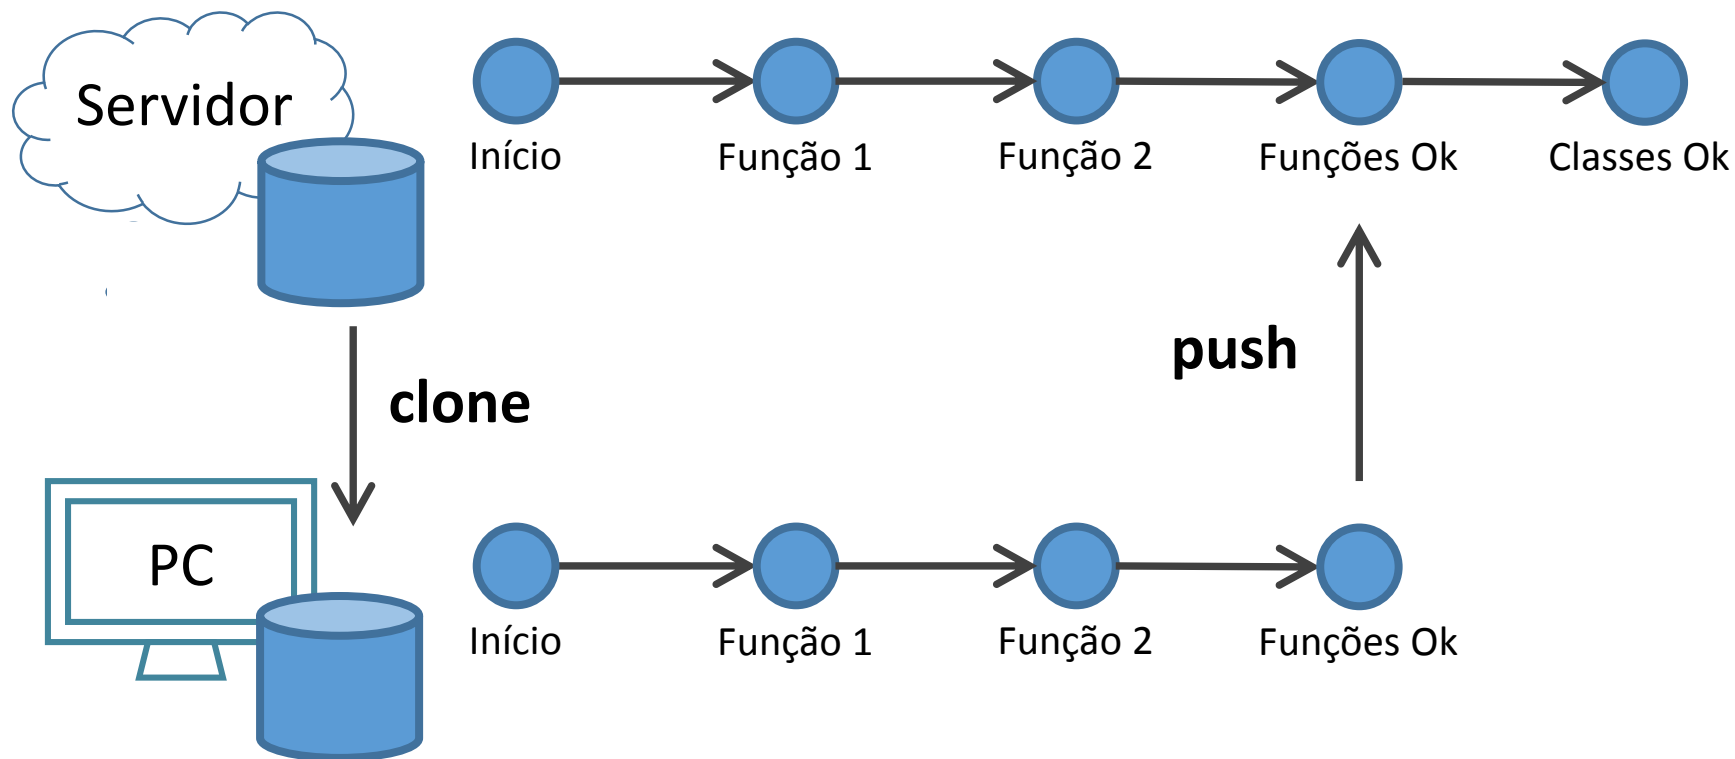 Servidor
Início
Função 1
Função 2
Funções Ok
Classes Ok
push
clone
PC
Início
Função 1
Função 2
Funções Ok